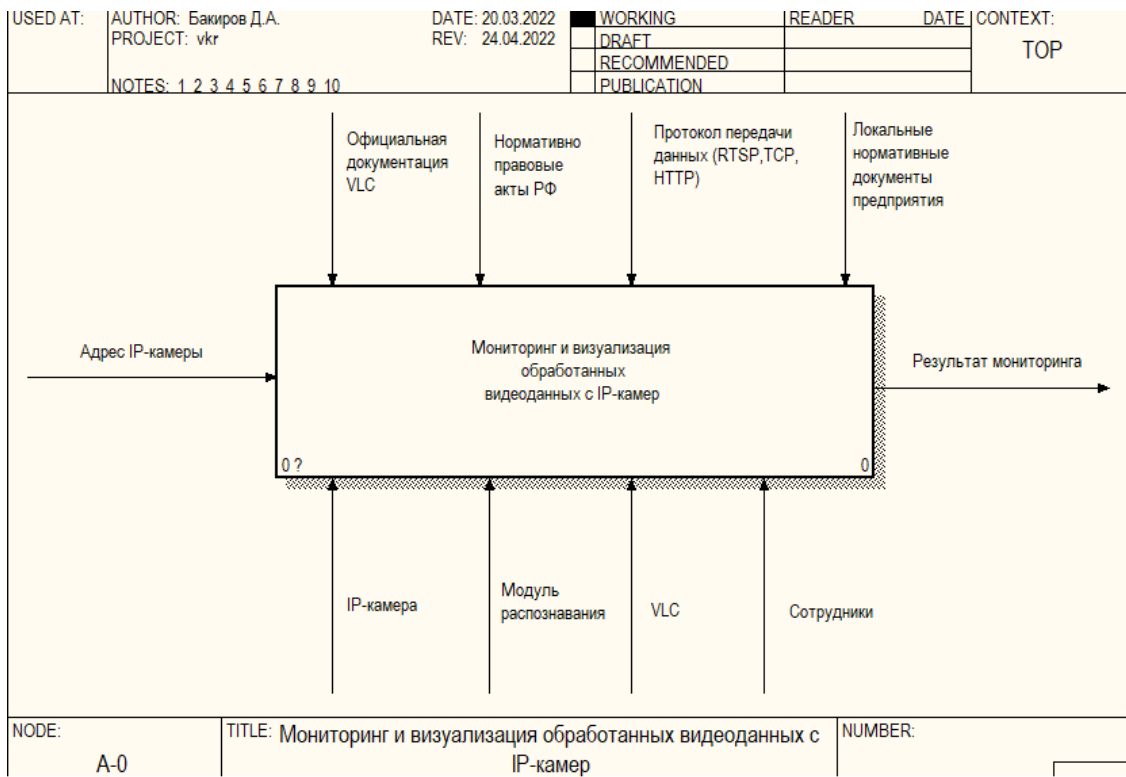 USED AT:
AUTHOR: Бакиров Д.А.
DATE: 20.03.2022
PROJECT: vkr
REV: 24.04.2022
NOTES: 1 2 3 4 5 6 7 8 9 10
WORKING
DRAFT
RECOMMENDED
PUBLICATION
READER
DATE
CONTEXT:
TOP
Официальная
документация
VLC
Нормативно
правовые
акты РФ
Протокол передачи
данных (RTSP,TCP,
HTTP)
Локальные
нормативные
документы
предприятия
Адрес IP-камеры
Мониторинг и визуализация
обработанных
видеоданных с IP-камер
0 ?
0
Результат мониторинга
IP-камера
Модуль
распознавания
VLC
Сотрудники
NODE:
A-0
TITLE: Мониторинг и визуализация обработанных видеоданных с
IP-камер
NUMBER: